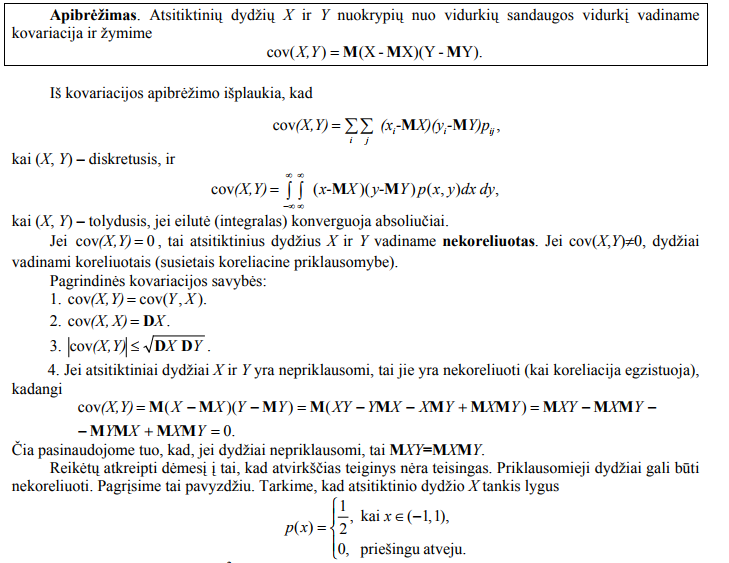 Apibrėžimas. Atsitiktinių dydžių X ir Y nuokrypių nuo vidurkių sandaugos vidurkį vadiname
kovariacija ir žymime
cov(X,Y) = M(X - MX)(Y - MY).
Iš kovariacijos apibrėžimo išplaukia, kad
cov(X,Y) = ∑∑ (xᵢ-MX)(yᵢ-MY)pᵢⱼ,
i j
kai (X, Y) – diskretusis, ir
cov(X,Y) = ∫_{-∞}^{∞} ∫_{-∞}^{∞} (x-MX)(y-MY)p(x,y)dx dy,
kai (X, Y) – tolydusis, jei eilutė (integralas) konverguoja absoliučiai.
Jei cov(X,Y) = 0, tai atsitiktinius dydžius X ir Y vadiname nekoreliuotas. Jei cov(X,Y)≠0, dydžiai
vadinami koreliuotais (susietais koreliacine priklausomybe).
Pagrindinės kovariacijos savybės:
1. cov(X,Y) = cov(Y,X).
2. cov(X, X) = DX.
3. |cov(X,Y)| ≤ √DX DY.
4. Jei atsitiktiniai dydžiai X ir Y yra nepriklausomi, tai jie yra nekoreliuoti (kai koreliacija egzistuoja),
kadangi
cov(X,Y) = M(X – MX)(Y – MY) = M(XY – YMX – XMY + MXMY) = MXY – MXMY –
– MYMX + MXMY = 0.
Čia pasinaudojome tuo, kad, jei dydžiai nepriklausomi, tai MXY=MXMY.
Reikėtų atkreipti dėmesį į tai, kad atvirkščias teiginys nėra teisingas. Priklausomieji dydžiai gali būti
nekoreliuoti. Pagrįsime tai pavyzdžiu. Tarkime, kad atsitiktinio dydžio X tankis lygus
p(x) = { 1/2, kai x ∈ (−1,1),
0, priešingu atveju.